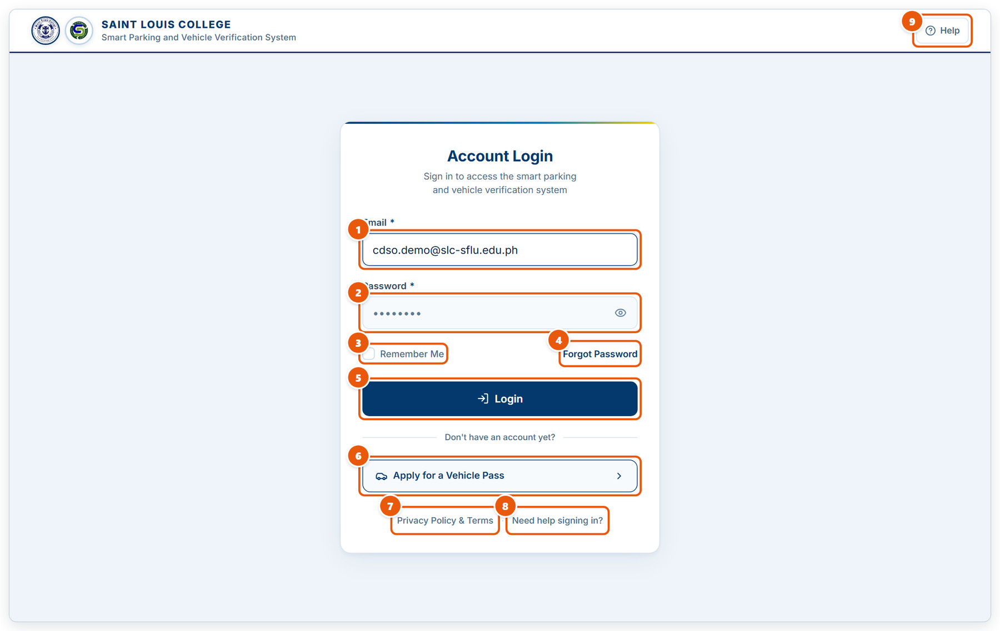 SAINT LOUIS COLLEGE
Smart Parking and Vehicle Verification System
9
Help
Account Login
Sign in to access the smart parking
and vehicle verification system
1
mail *
cdso.demo@slc-sflu.edu.ph
2
assword *
3
Remember Me
4
Forgot Password
5
Login
Don't have an account yet?
6
Apply for a Vehicle Pass
7
Privacy Policy & Terms
8
Need help signing in?